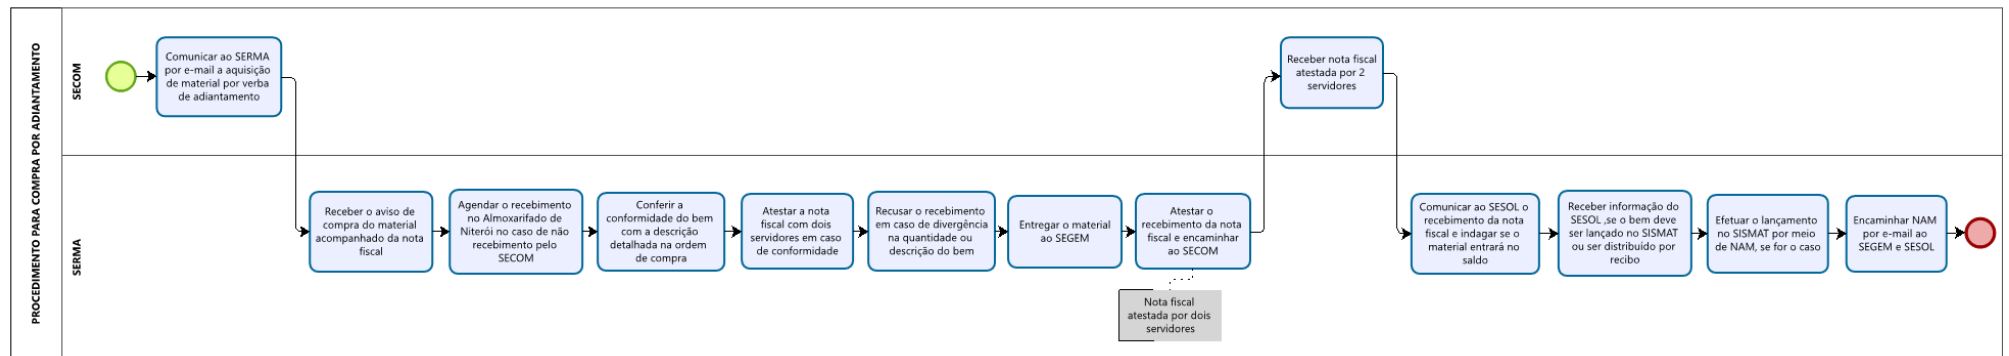 PROCEDIMENTO PARA COMPRA POR ADIANTAMENTO
SECOM
Comunicar ao SERMA
por e-mail a aquisição
de material por verba
de adiantamento
Receber nota fiscal
atestada por 2
servidores
SERMA
Receber o aviso de
compra do material
acompanhado da nota
fiscal
Agendar o recebimento
no Almoxarifado de
Niterói no caso de não
recebimento pelo
SECOM
Conferir a
conformidade do bem
com a descrição
detalhada na ordem
de compra
Atestar a nota
fiscal com dois
servidores em caso
de conformidade
Recusar o recebimento
em caso de divergência
na quantidade ou
descrição do bem
Entregar o material
ao SEGEM
Atestar o
recebimento da nota
fiscal e encaminhar
ao SECOM
Nota fiscal
atestada por dois
servidores
Comunicar ao SESOL o
recebimento da nota
fiscal e indagar se o
material entrará no
saldo
Receber informação do
SESOL ,se o bem deve
ser lançado no SISMAT
ou ser distribuído por
recibo
Efetuar o lançamento
no SISMAT por meio
de NAM, se for o caso
Encaminhar NAM
por e-mail ao
SEGEM e SESOL